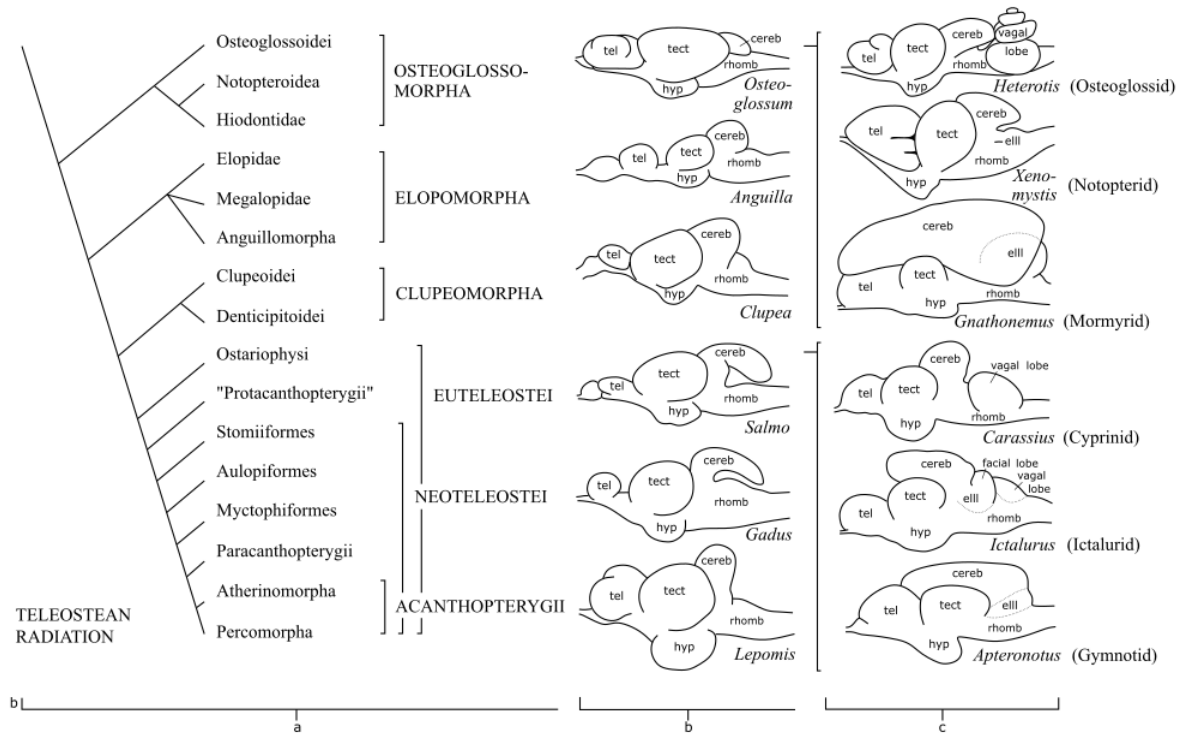 Osteoglossoidei
Notopteroidea
Hiodontidae
OSTEOGLOSSO-
MORPHA
Elopidae
Megalopidae
Anguillomorpha
ELOPOMORPHA
Clupeoidei
Denticipitoidei
CLUPEOMORPHA
Ostariophysi
"Protacanthopterygii"
Stomiiformes
Aulopiformes
Myctophiformes
Paracanthopterygii
Atherinomorpha
Percomorpha
EUTELEOSTEI
NEOTELEOSTEI
ACANTHOPTERYGII
TELEOSTEAN
RADIATION
tel
tect
cereb
rhomb
hyp
Osteo-
glossum
tel
tect
cereb
rhomb
hyp
Anguilla
tel
tect
cereb
rhomb
hyp
Clupea
tel
tect
cereb
rhomb
hyp
Salmo
tel
tect
cereb
rhomb
hyp
Gadus
tel
tect
cereb
rhomb
hyp
Lepomis
tel
tect
cereb
vagal
lobe
rhomb
hyp
Heterotis (Osteoglossid)
tel
tect
cereb
elll
rhomb
hyp
Xeno-
mystis (Notopterid)
cereb
elll
tel
tect
rhomb
hyp
Gnathonemus (Mormyrid)
cereb
vagal lobe
tel
tect
rhomb
hyp
Carassius (Cyprinid)
cereb
facial lobe
vagal
lobe
tect
elll
tel
rhomb
hyp
Ictalurus (Ictalurid)
cereb
tel
tect
elll
rhomb
hyp
Apteronotus (Gymnotid)
b
a
b
c